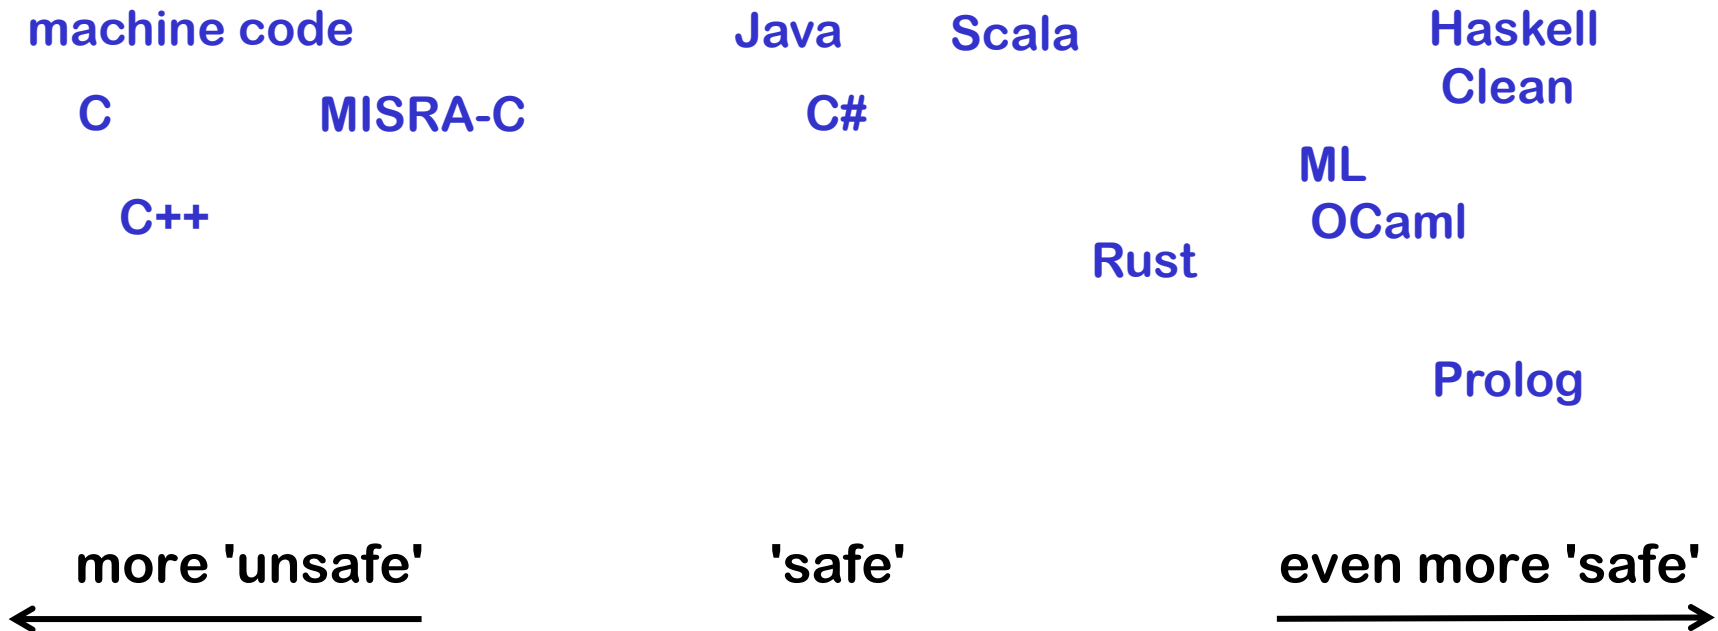 machine code Java Scala Haskell
Clean
C MISRA-C C#
ML
C++ OCaml
Rust
Prolog
more 'unsafe' 'safe' even more 'safe'